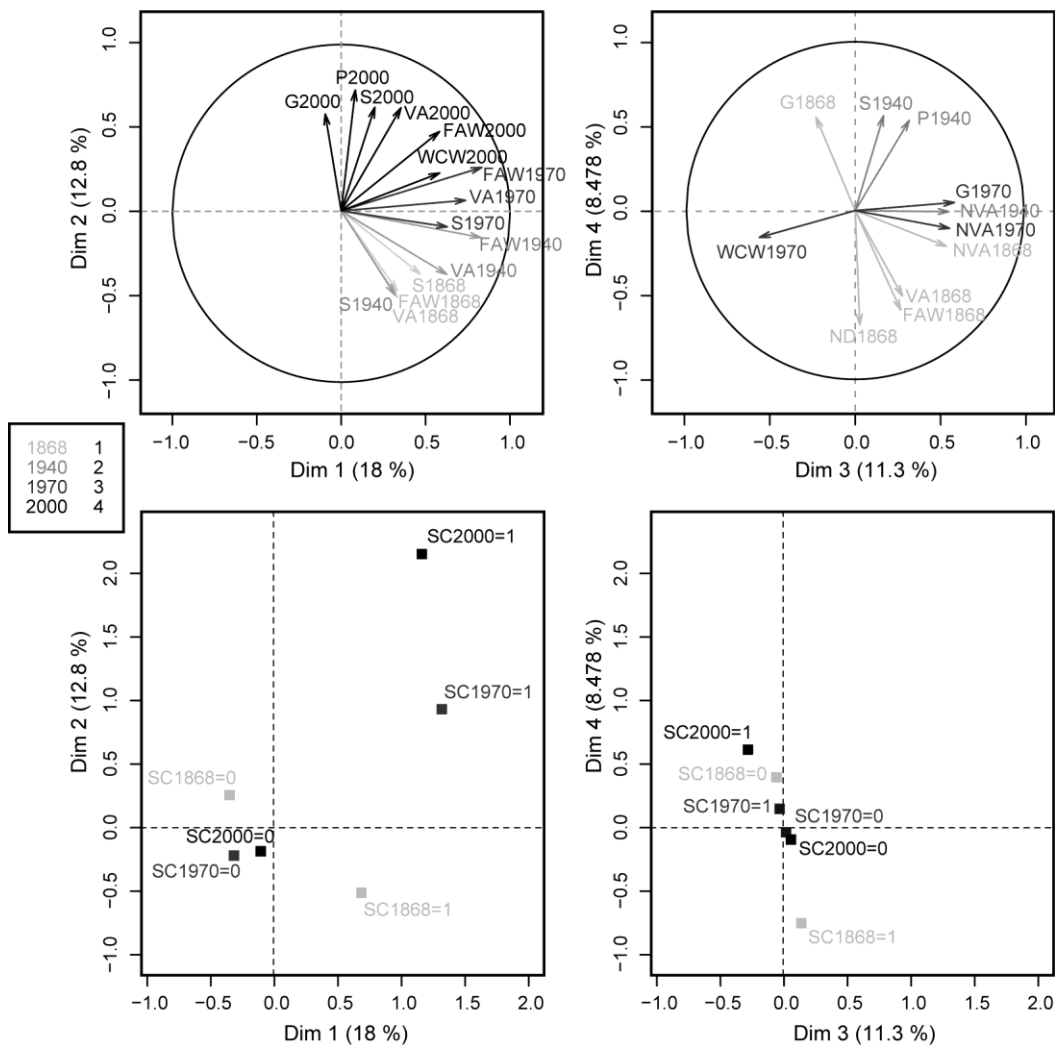 1.0
0.5
0.0
−0.5
−1.0
Dim 2 (12.8 %)
P2000
G2000
S2000
VA2000
FAW2000
WCW2000
FAW1970
VA1970
S1970
FAW1940
VA1940
S1868
S1940
FAW1868
VA1868
−1.0 −0.5 0.0 0.5 1.0
Dim 1 (18 %)
1.0
0.5
0.0
−0.5
−1.0
Dim 4 (8.478 %)
G1868
S1940
P1940
G1970
NVA1940
NVA1970
WCW1970
NVA1868
VA1868
FAW1868
ND1868
−1.0 −0.5 0.0 0.5 1.0
Dim 3 (11.3 %)
1868 1
1940 2
1970 3
2000 4
2.0
1.5
1.0
0.5
0.0
−0.5
−1.0
Dim 2 (12.8 %)
SC2000=1
SC1970=1
SC1868=0
SC2000=0
SC1970=0
SC1868=1
−1.0 −0.5 0.0 0.5 1.0 1.5 2.0
Dim 1 (18 %)
2.0
1.5
1.0
0.5
0.0
−0.5
−1.0
Dim 4 (8.478 %)
SC2000=1
SC1868=0
SC1970=1
SC1970=0
SC2000=0
SC1868=1
−1.0 −0.5 0.0 0.5 1.0 1.5 2.0
Dim 3 (11.3 %)